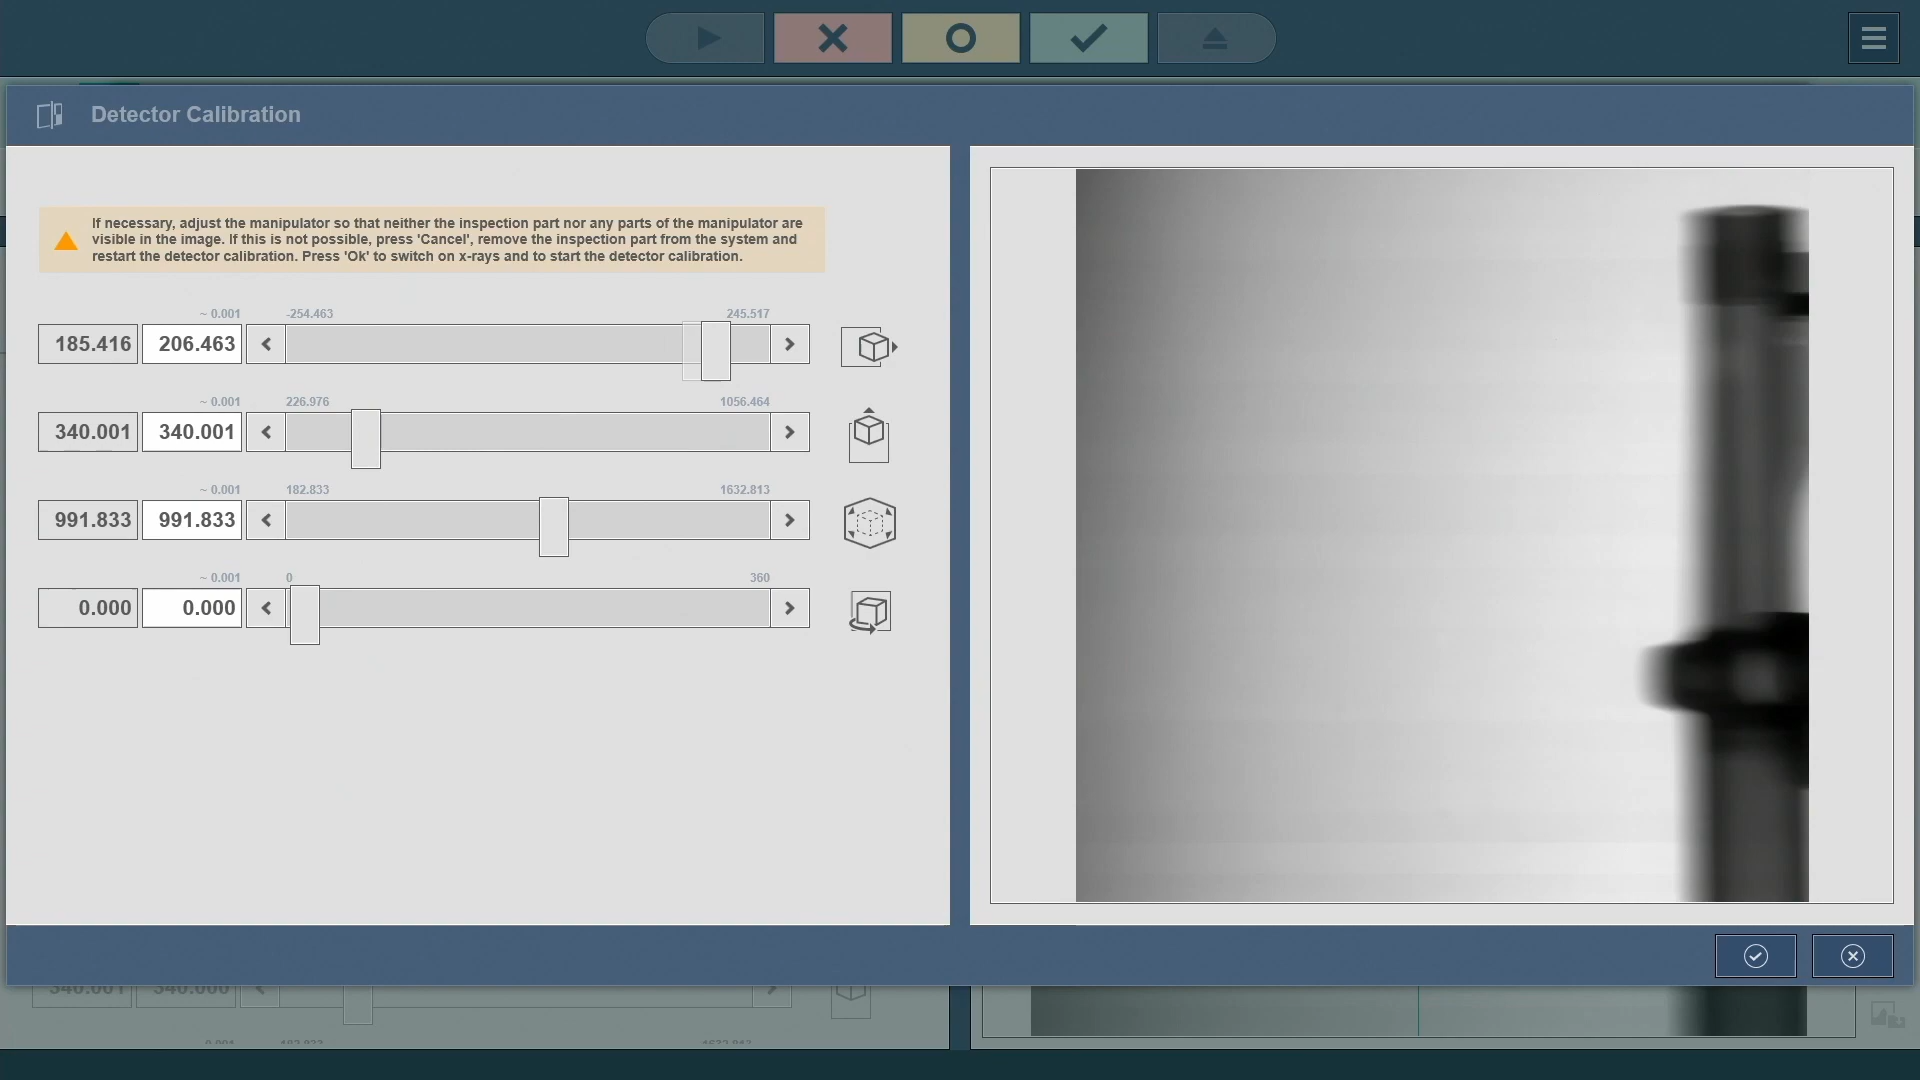 Detector Calibration
If necessary, adjust the manipulator so that neither the inspection part nor any parts of the manipulator are
visible in the image. If this is not possible, press 'Cancel', remove the inspection part from the system and
restart the detector calibration. Press 'Ok' to switch on x-rays and to start the detector calibration.
~ 0.001 -254.463 245.517
185.416 206.463
~ 0.001 226.976 1056.464
340.001 340.001
~ 0.001 182.833 1632.813
991.833 991.833
~ 0.001 0 360
0.000 0.000
340.001 340.000